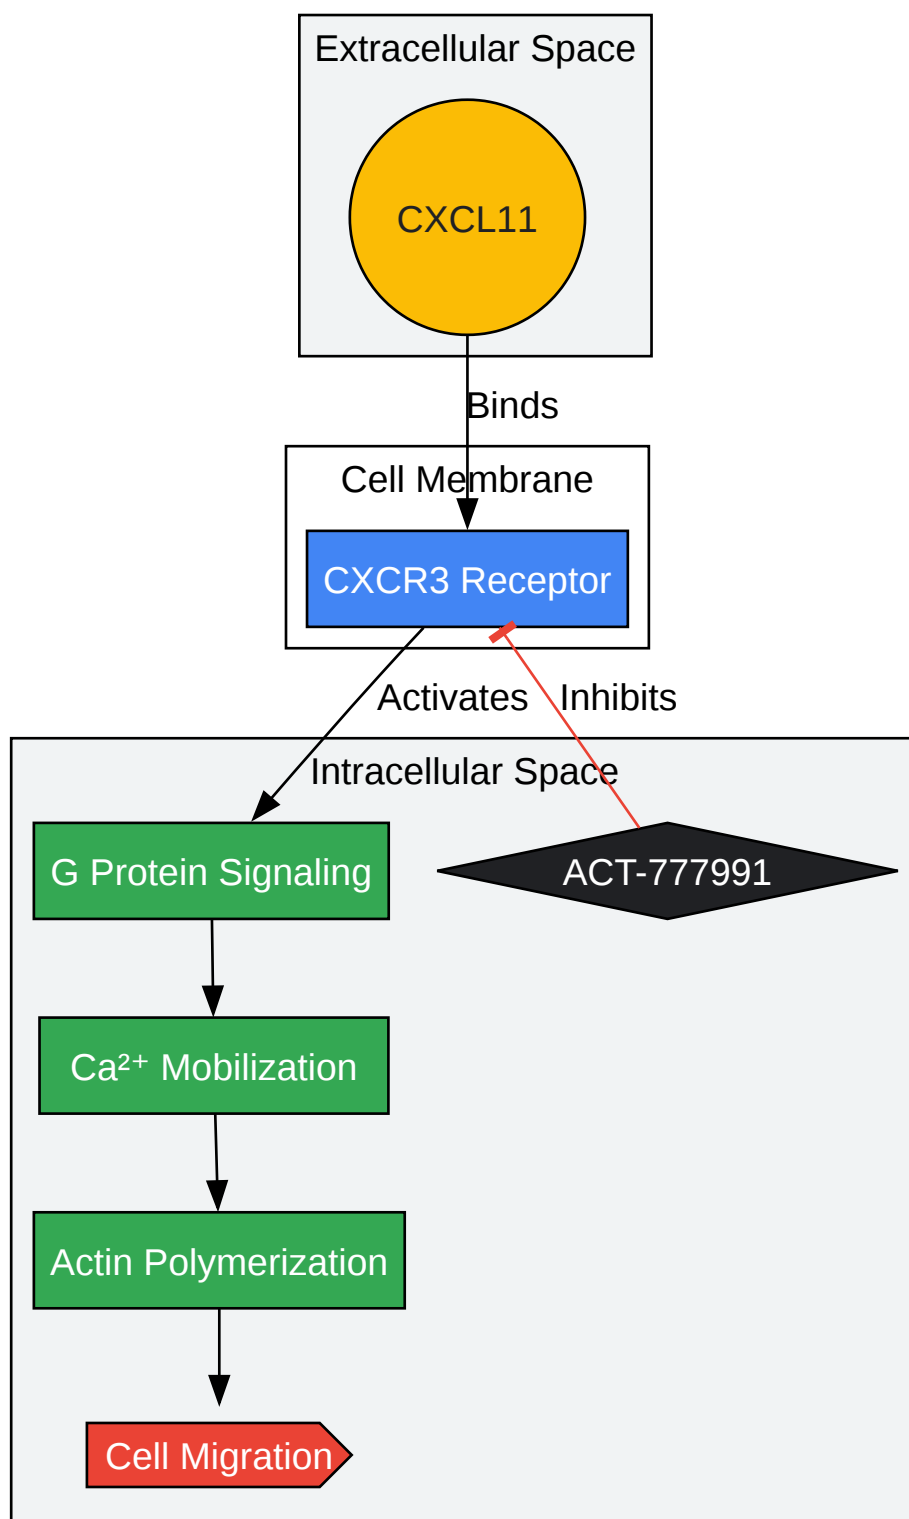 Extracellular Space
CXCL11
Binds
Cell Membrane
CXCR3 Receptor
Activates
Inhibits
Intracellular Space
G Protein Signaling
ACT-777991
Ca²⁺ Mobilization
Actin Polymerization
Cell Migration